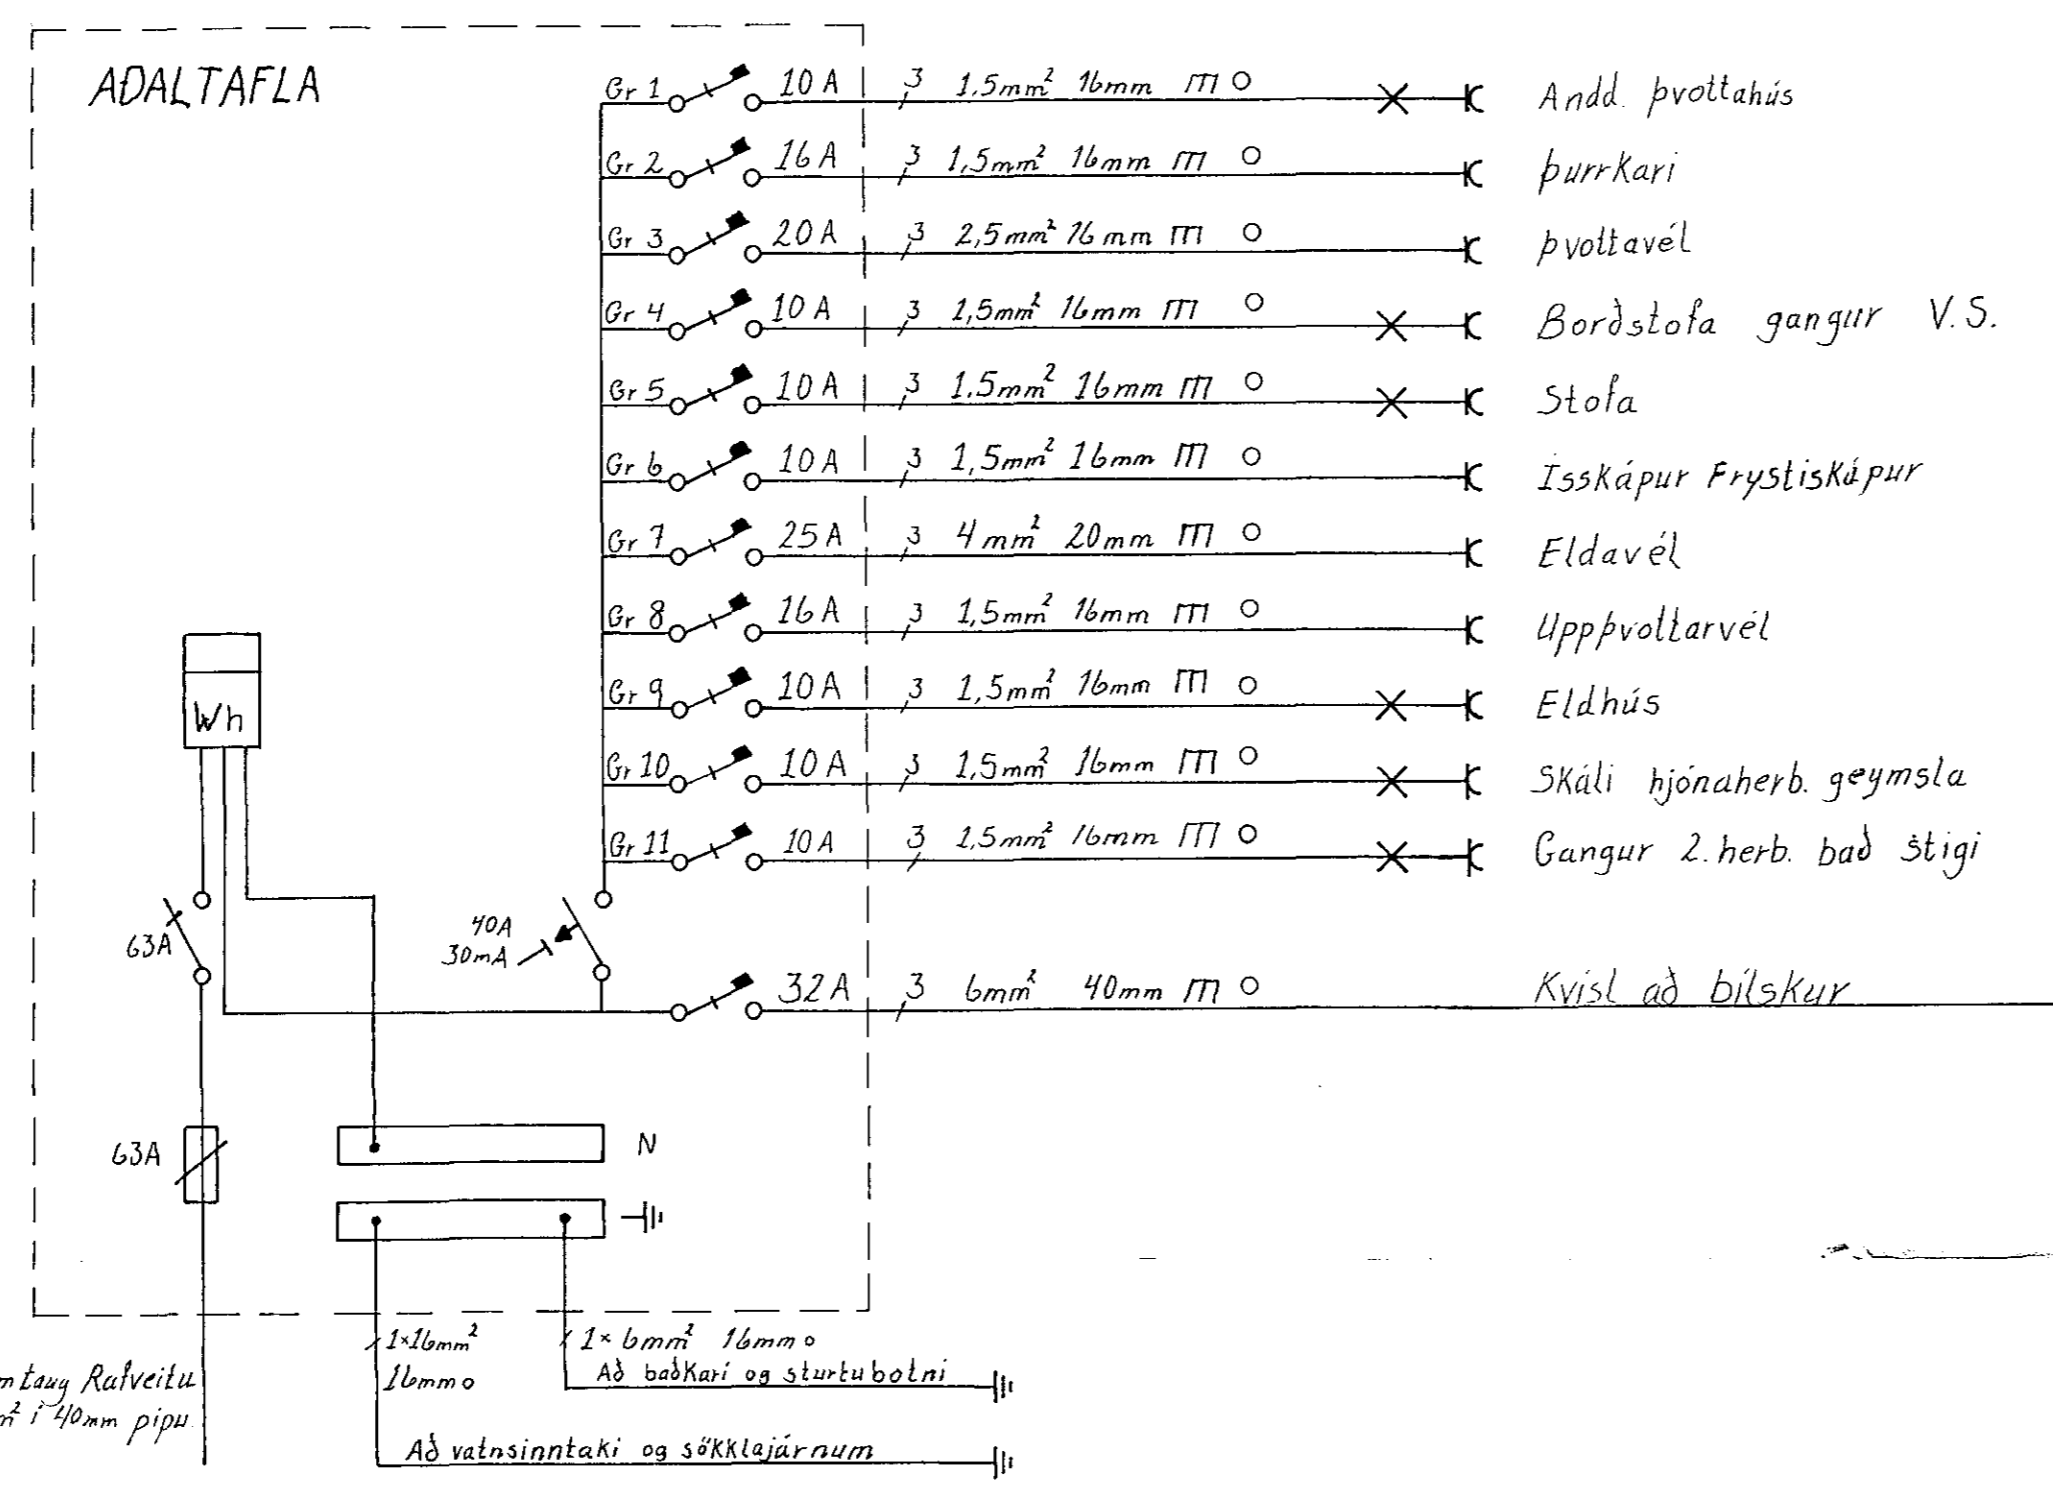 AÐALTAFLA
Gr 1 10 A 3 1.5mm² 16mm m Andd. þvottahús
Gr 2 16 A 3 1,5mm² 16mm m þurrkari
Gr 3 20 A 3 2,5mm² 16mm m þvottavél
Gr 4 10 A 3 1,5mm² 16mm m Borðstofa gangur V.S.
Gr 5 10 A 3 1.5mm² 16mm m Stofa
Gr 6 10 A 3 1,5mm² 16mm m Ísskápur Frystiskápur
Gr 7 25 A 3 4mm² 20mm m Eldavél
Gr 8 16 A 3 1,5mm² 16mm m Uppþvottarvél
Gr 9 10 A 3 1,5mm² 16mm m Eldhús
Gr 10 10 A 3 1,5mm² 16mm m Skáli hjónaherb. geymsla
Gr 11 10 A 3 1,5mm² 16mm m Gangur 2. herb. bað stigi
Wh
63A
40A
30mA
32 A 3 6mm² 40mm m Kvísl að bílskur
63A
N
1×16mm²
16mm
1×6mm² 16mm
Að baðkari og sturtubotni
Rafveitu
í 40mm pípu
Að vatnsinntaki og sökklajárnum